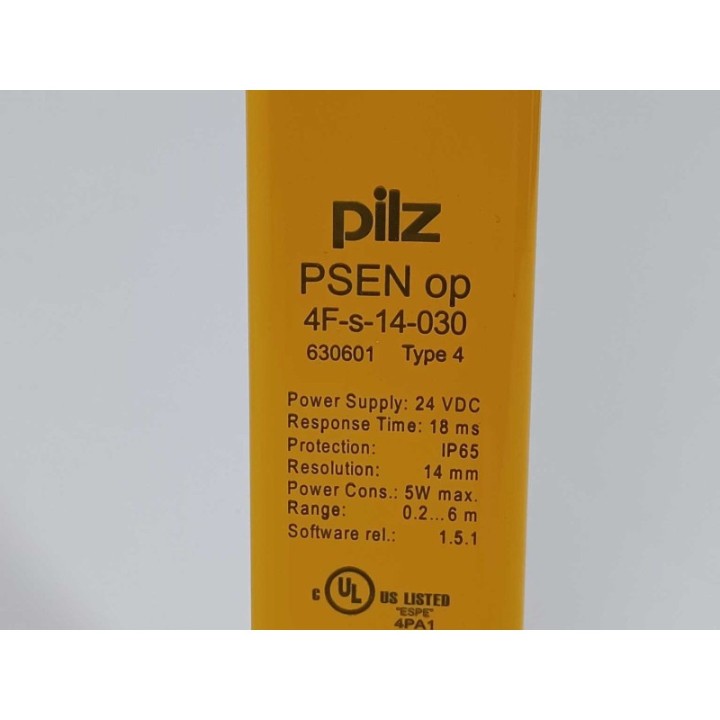 pilz
PSEN op
4F-s-14-030
630601 Type 4
Power Supply: 24 VDC
Response Time: 18 ms
Protection: IP65
Resolution: 14 mm
Power Cons.: 5W max.
Range: 0.2...6 m
Software rel.: 1.5.1
C UL US LISTED
"ESPE"
4PA1